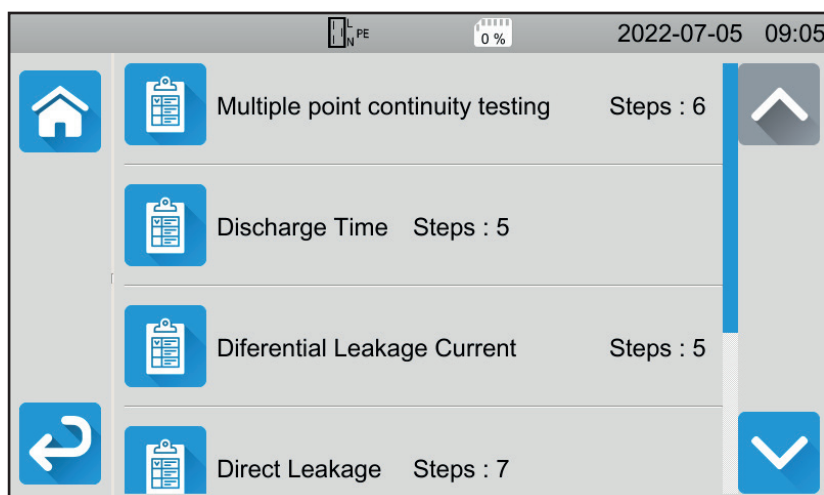 L
N PE
0 %
2022-07-05 09:05
Multiple point continuity testing Steps : 6
Discharge Time Steps : 5
Diferential Leakage Current Steps : 5
Direct Leakage Steps : 7